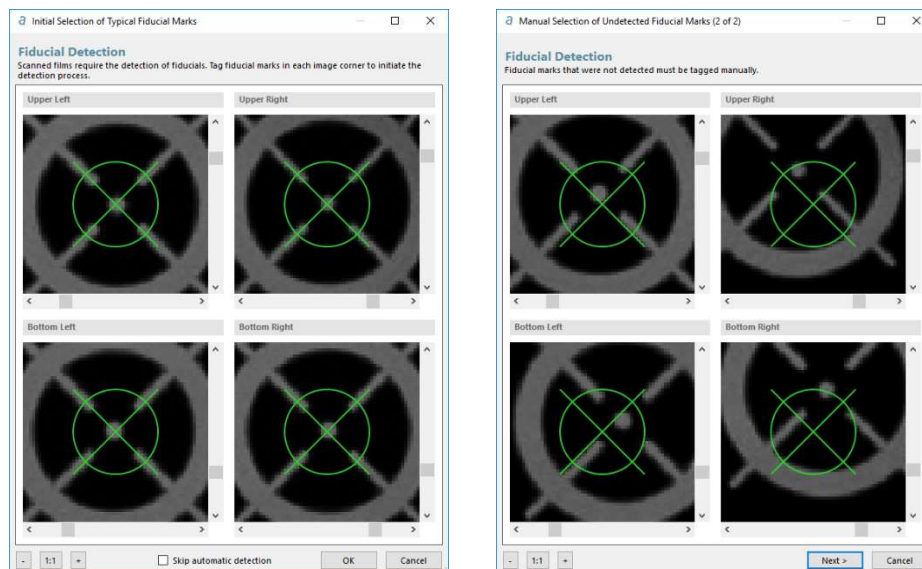 a Initial Selection of Typical Fiducial Marks
Fiducial Detection
Scanned films require the detection of fiducials. Tag fiducial marks in each image corner to initiate the
detection process.
Upper Left
Upper Right
Bottom Left
Bottom Right
- 1:1 +
Skip automatic detection
OK
Cancel
a Manual Selection of Undetected Fiducial Marks (2 of 2)
Fiducial Detection
Fiducial marks that were not detected must be tagged manually.
Upper Left
Upper Right
Bottom Left
Bottom Right
- 1:1 +
Next >
Cancel